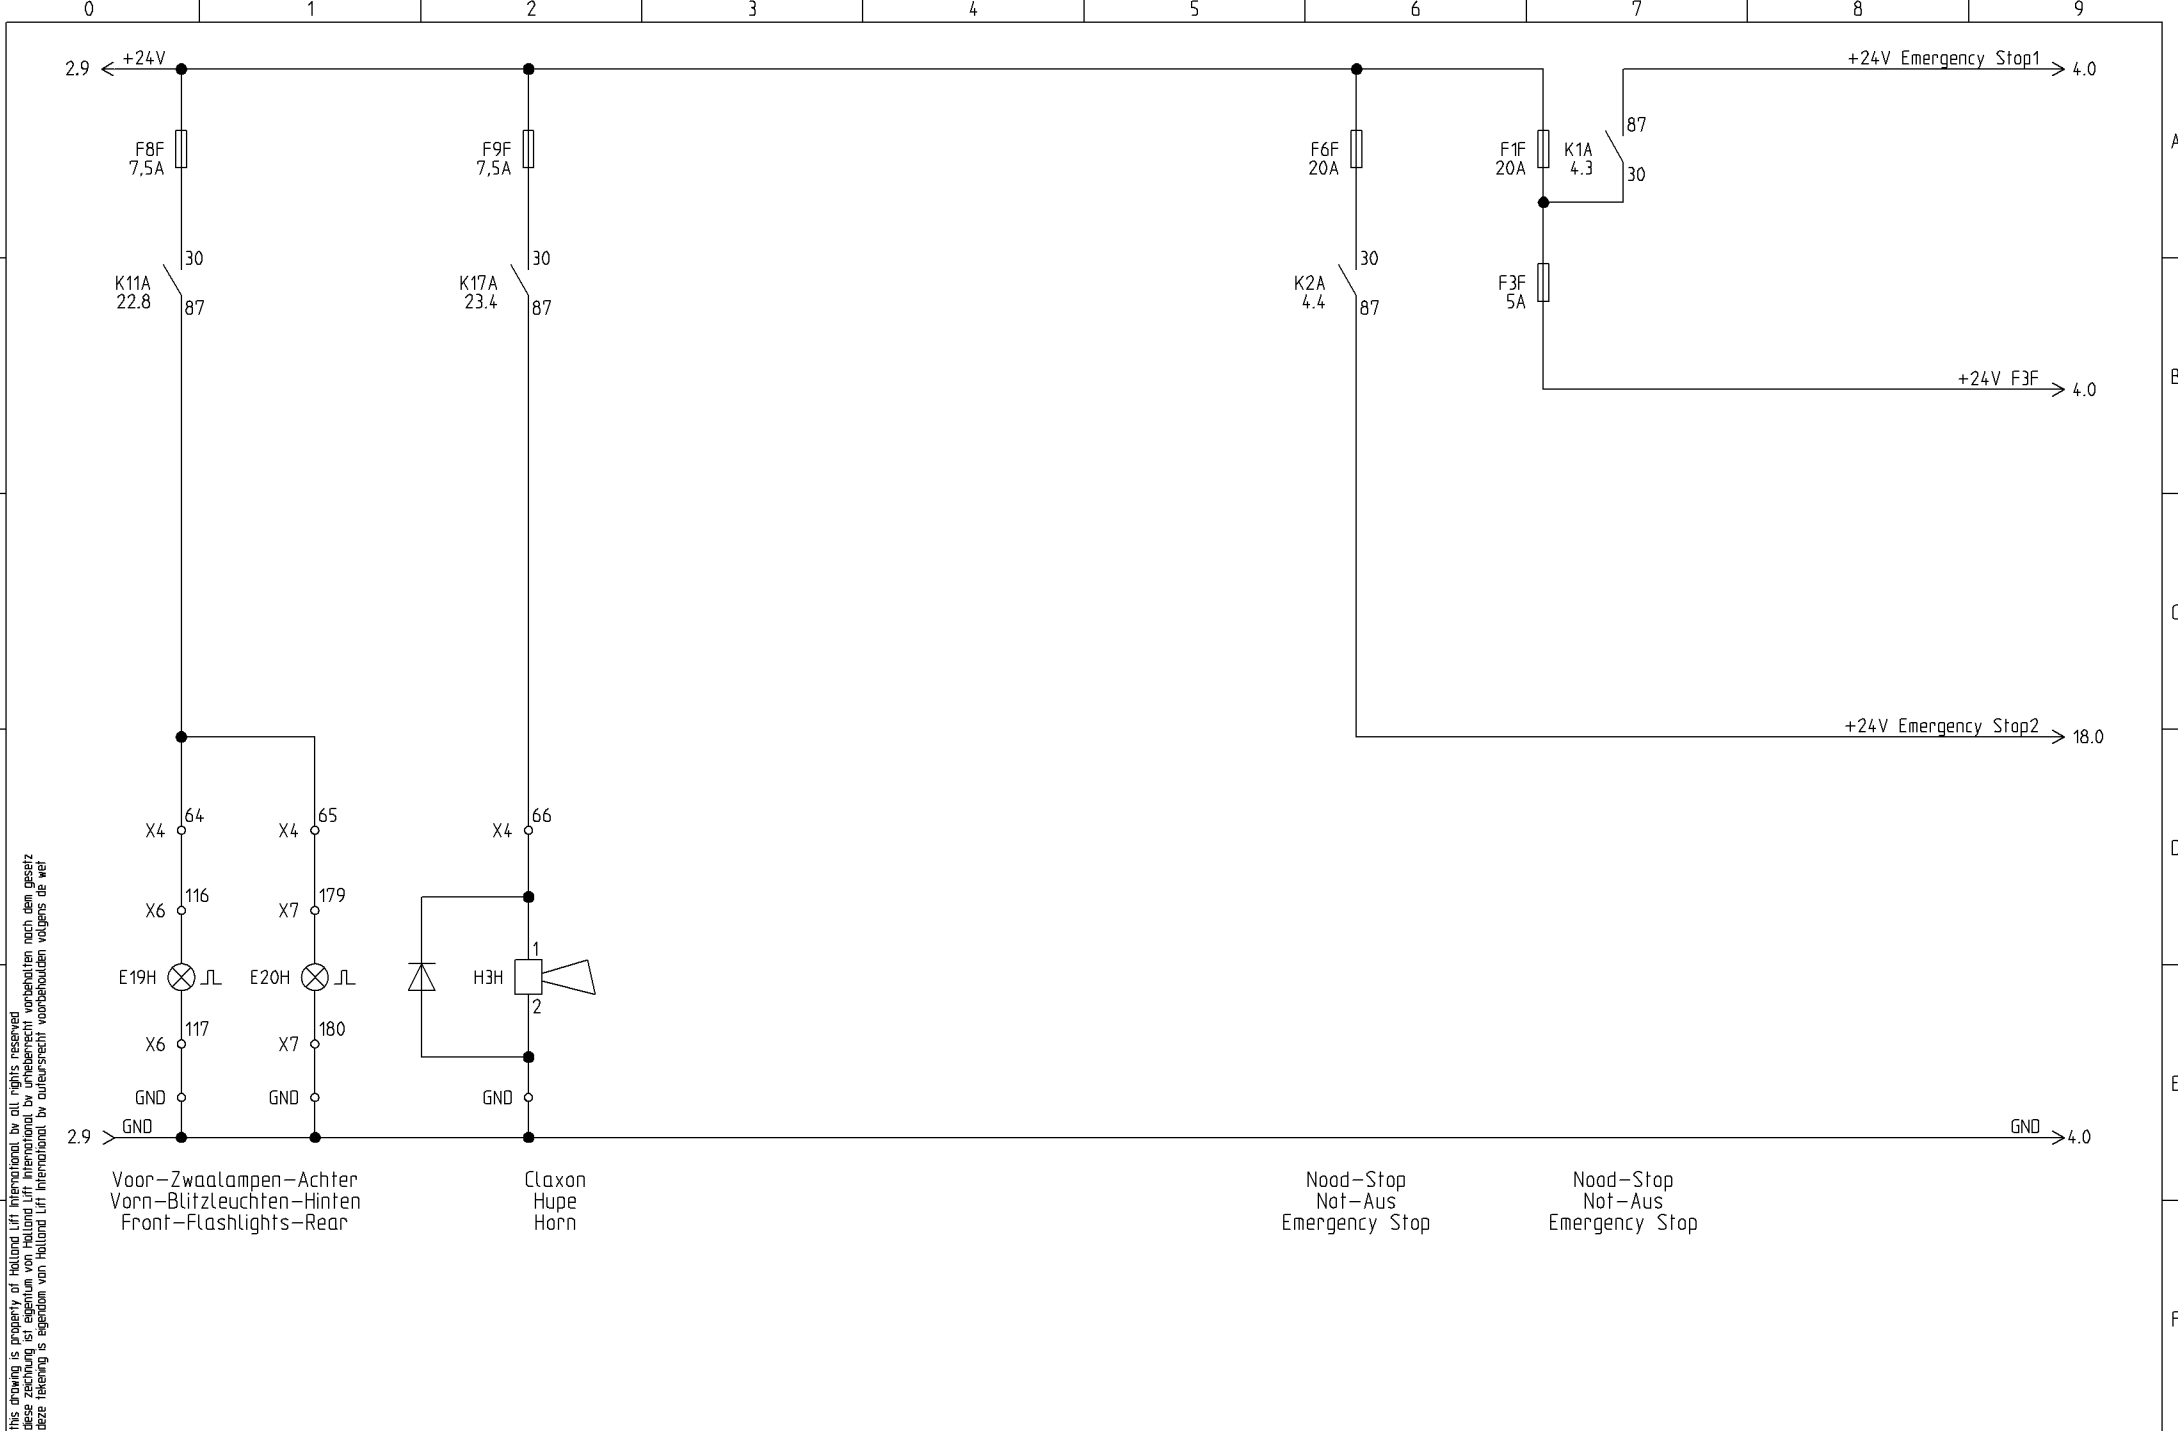 0 1 2 3 4 5 6 7 8 9
2.9 +24V
+24V Emergency Stop1 4.0
F8F
7,5A
F9F
7,5A
F6F
20A
F1F
20A
K1A
4.3
87
30
A
K11A
22.8
30
87
K17A
23.4
30
87
K2A
4.4
30
87
F3F
5A
+24V F3F 4.0
B
C
+24V Emergency Stop2 18.0
X4 64
X4 65
X4 66
D
X6 116
X7 179
E19H
E20H
H3H
1
2
X6 117
X7 180
GND
GND
GND
E
2.9 GND
GND 4.0
Voor-Zwaalampen-Achter
Vorn-Blitzleuchten-Hinten
Front-Flashlights-Rear
Claxon
Hupe
Horn
Nood-Stop
Not-Aus
Emergency Stop
Nood-Stop
Not-Aus
Emergency Stop
F
this drawing is property of Holland Lift International bv all rights reserved
diese zeichnung ist eigentum von Holland Lift International bv urheberrecht vorbehalten nach dem gesetz
deze tekening is eigendom van Holland Lift International bv auteursrecht voorbehouden volgens de wet